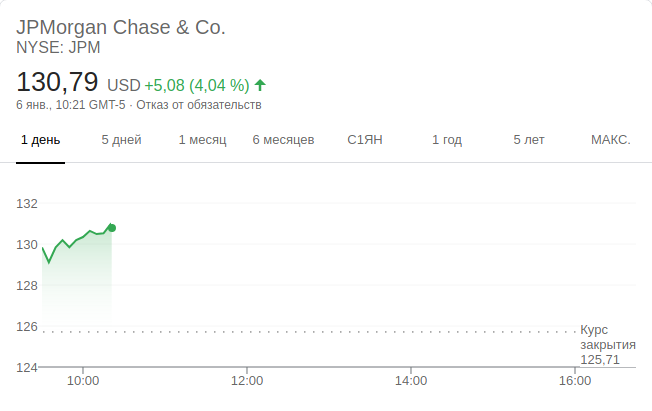 JPMorgan Chase & Co.
NYSE: JPM
130,79 USD +5,08 (4,04 %)
6 янв., 10:21 GMT-5 · Отказ от обязательств
1 день 5 дней 1 месяц 6 месяцев С1ЯН 1 год 5 лет МАКС.
132
130
128
126
124
Курс
закрытия
125,71
10:00 12:00 14:00 16:00